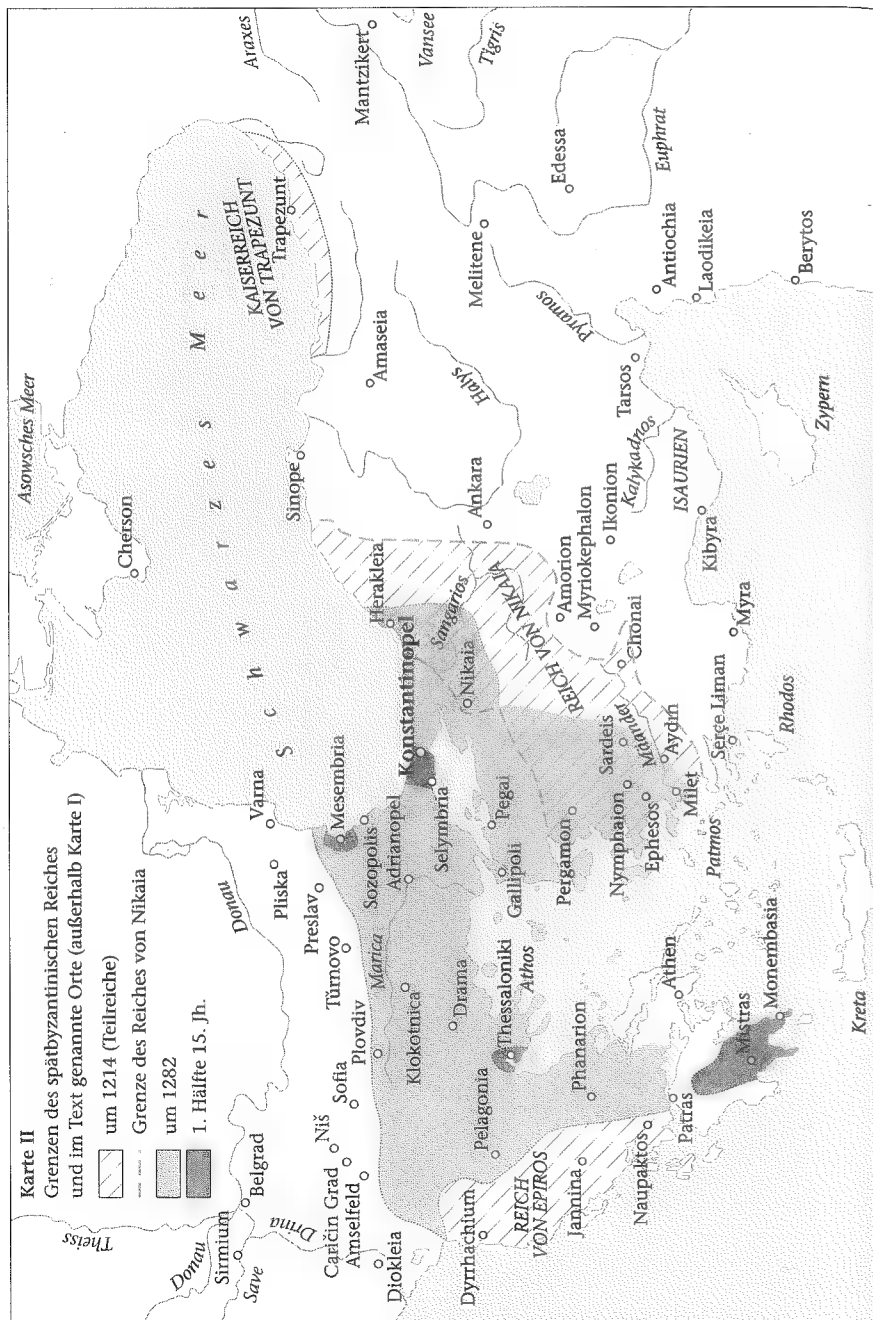 Karte II
Grenzen des spätbyzantinischen Reiches
und im Text genannte Orte (außerhalb Karte I)
um 1214 (Teilreiche)
Grenze des Reiches von Nikaia
um 1282
1. Hälfte 15. Jh.
Theiss
Donau
Sirmium
Save
Belgrad
Drina
Niš
Caričin Grad
Amselfeld
Diokleia
Sofia
Plovdiv
Tŭrnovo
Preslav
Pliska
Donau
Varna
Mesembria
Sozopolis
Adrianopel
Marica
Klokotnica
Drama
Konstantinopel
Selymbria
Dyrrhachium
Pelagonia
Thessaloniki
Athos
Gallipoli
Pegai
REICH
VON EPIROS
Jannina
Phanarion
Naupaktos
Patras
Athen
Mistras
Monembasia
Kreta
Asowsches Meer
Cherson
Schwarzes Meer
Sinope
Herakleia
Sangarios
Nikaia
REICH VON NIKAIA
KAISERREICH
VON TRAPEZUNT
Trapezunt
Araxes
Mantzikert
Vansee
Tigris
Amaseia
Halys
Ankara
Melitene
Edessa
Euphrat
Pyramos
Pergamon
Sardeis
Nymphaion
Ephesos
Mäander
Aydın
Milet
Patmos
Amorion
Myriokephalon
Ikonion
Chonai
Kalykadnos
ISAURIEN
Tarsos
Antiochia
Laodikeia
Berytos
Kibyra
Myra
Serçe Liman
Rhodos
Zypern